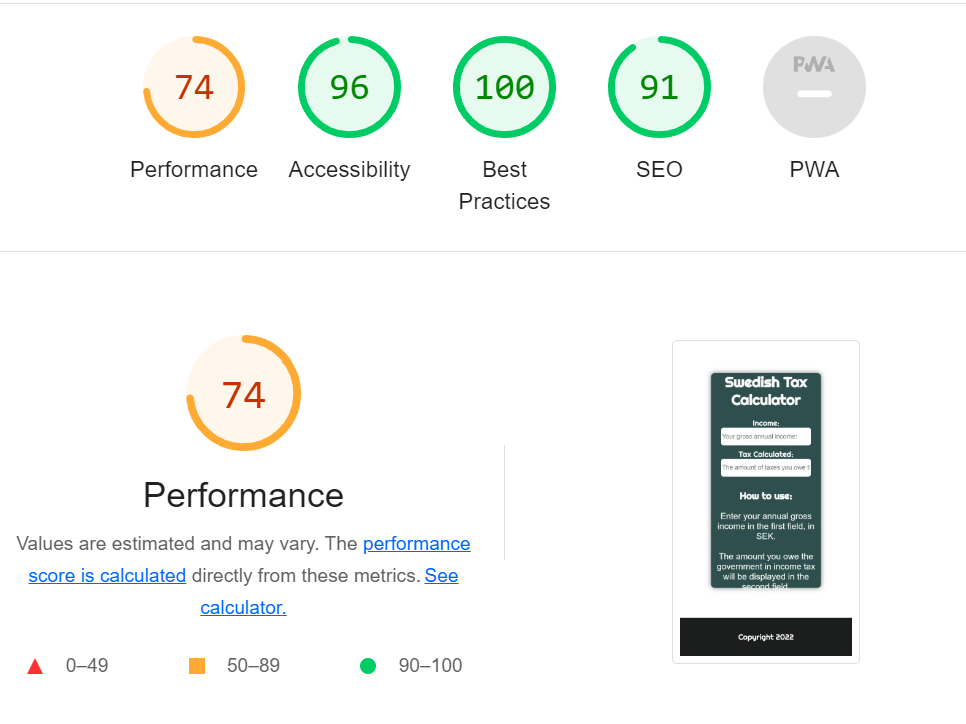 74
96
100
91
PWA
Performance
Accessibility
Best
Practices
SEO
PWA
74
Performance
Values are estimated and may vary. The performance
score is calculated directly from these metrics. See
calculator.
0–49
50–89
90–100
Swedish Tax
Calculator
Income:
Your gross annual income:
Tax Calculated:
The amount of taxes you owe t
How to use:
Enter your annual gross
income in the first field, in
SEK.
The amount you owe the
government in income tax
will be displayed in the
second field.
Copyright 2022